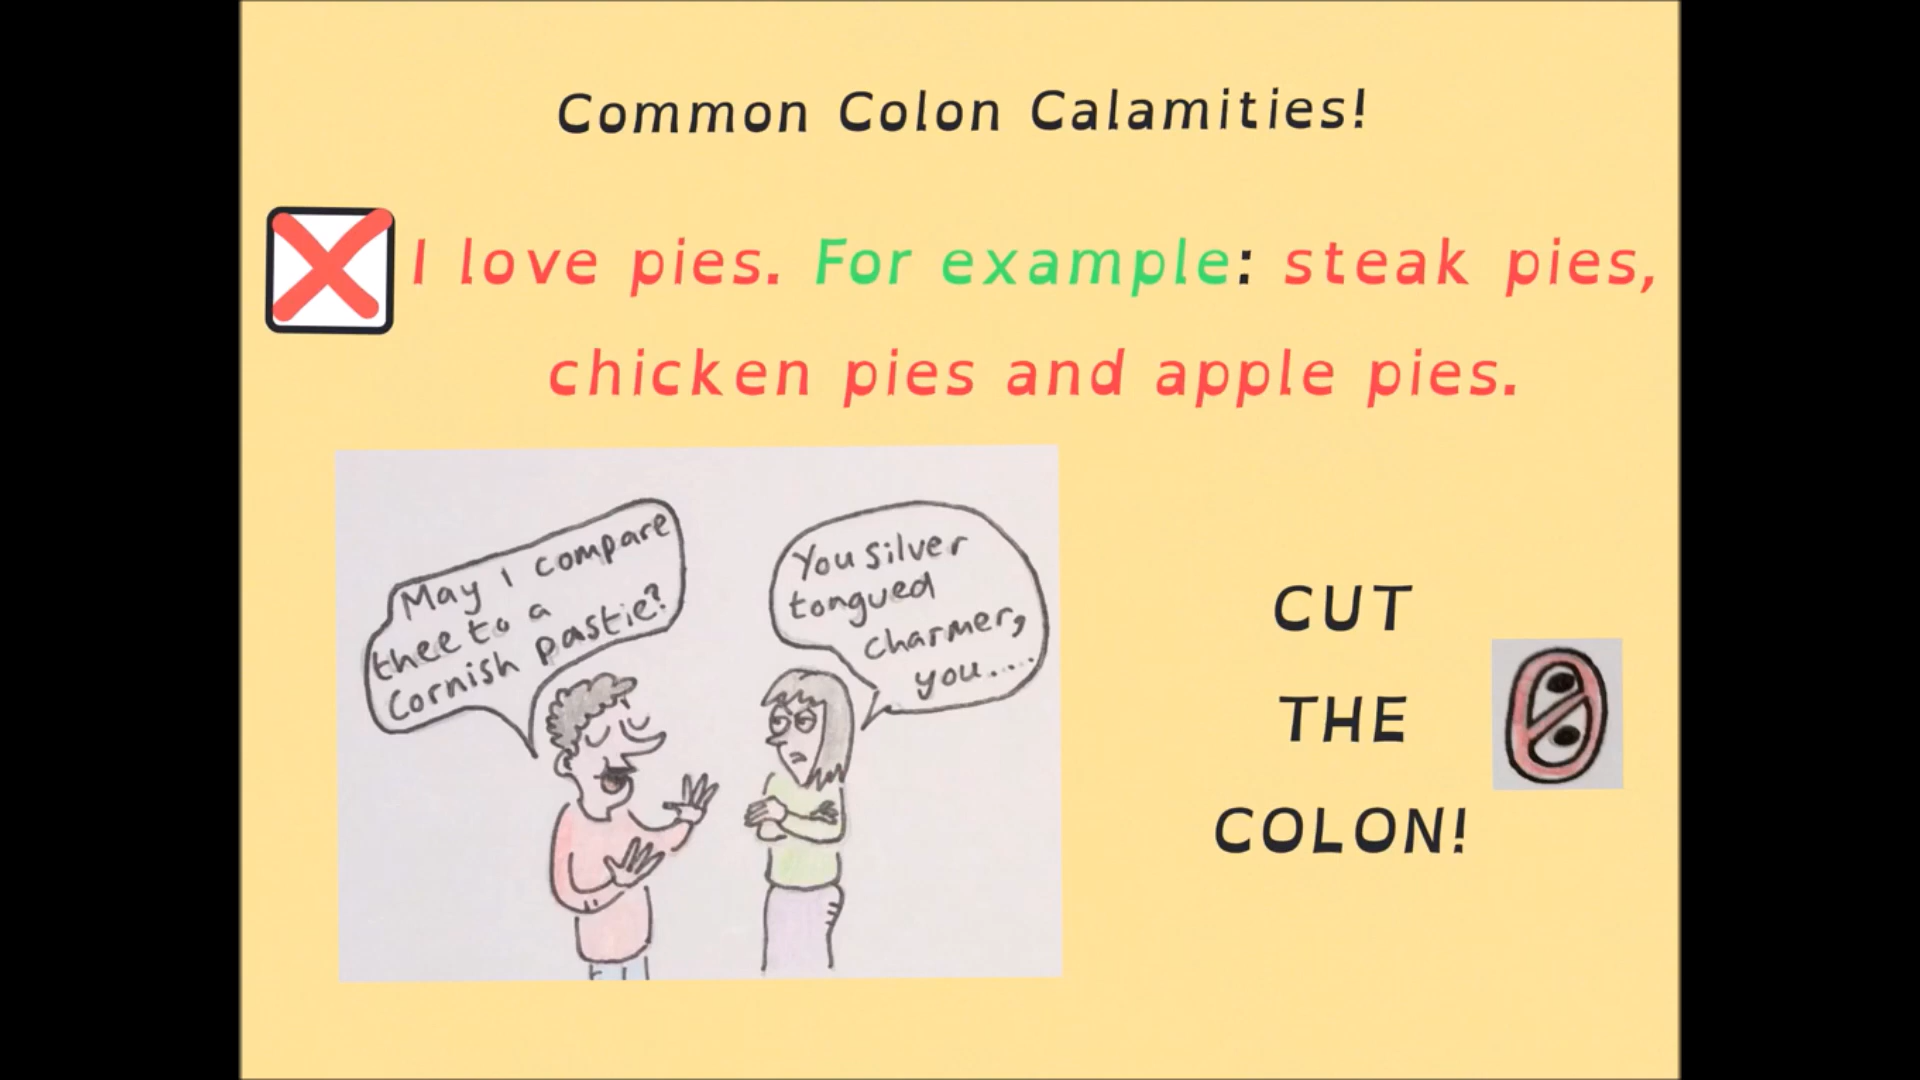 Common Colon Calamities!
I love pies. For example: steak pies,
chicken pies and apple pies.
May I compare
thee to a
Cornish pastie?
You silver
tongued
charmer,
you....
CUT
THE
COLON!